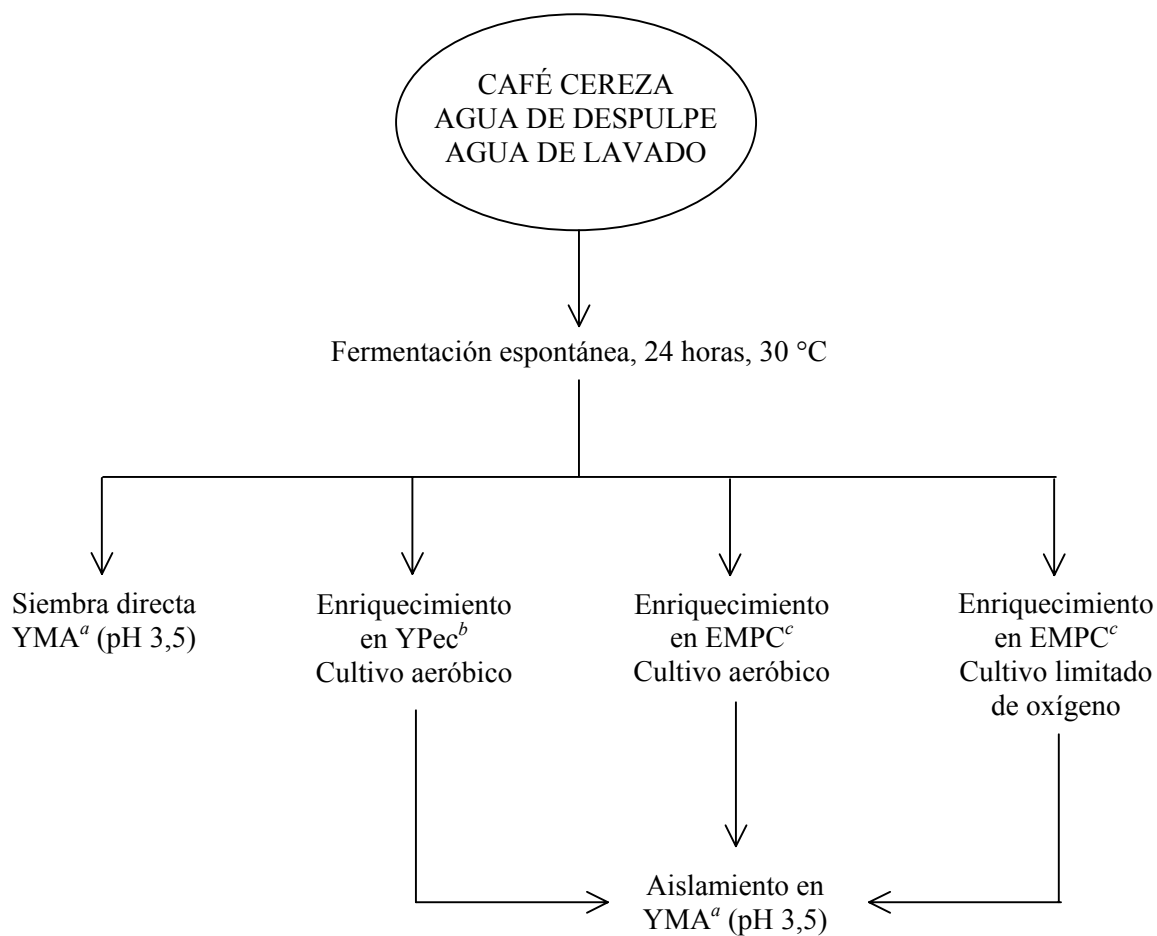 CAFÉ CEREZA
AGUA DE DESPULPE
AGUA DE LAVADO
Fermentación espontánea, 24 horas, 30 °C
Siembra directa
YMAa (pH 3,5)
Enriquecimiento
en YPecb
Cultivo aeróbico
Enriquecimiento
en EMPCc
Cultivo aeróbico
Enriquecimiento
en EMPCc
Cultivo limitado
de oxígeno
Aislamiento en
YMAa (pH 3,5)